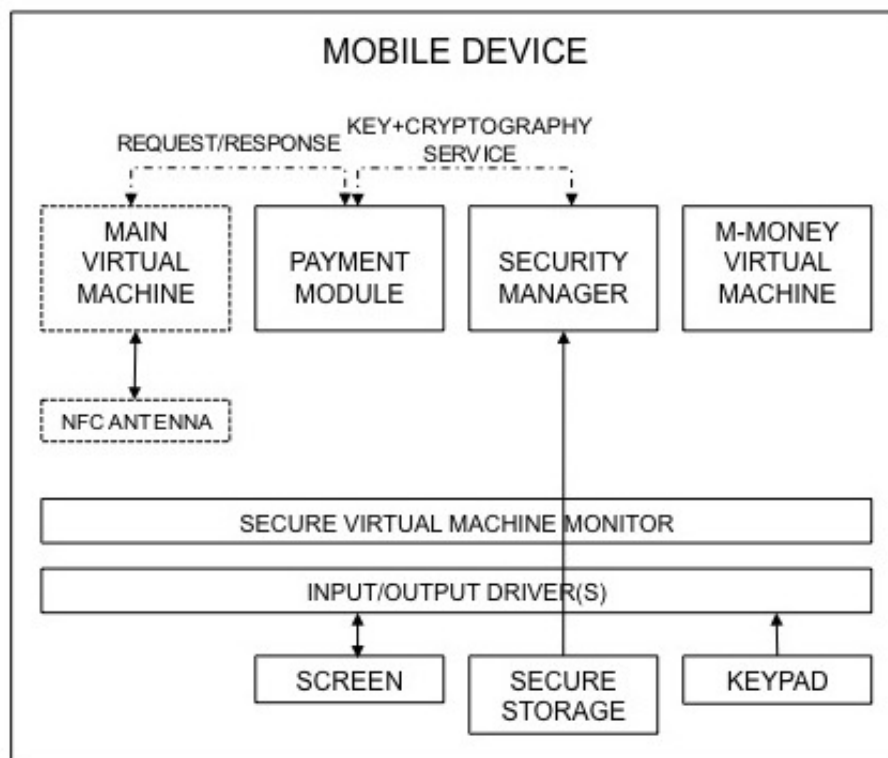 MOBILE DEVICE
REQUEST/RESPONSE
KEY+CRYPTOGRAPHY
SERVICE
MAIN
VIRTUAL
MACHINE
PAYMENT
MODULE
SECURITY
MANAGER
M-MONEY
VIRTUAL
MACHINE
NFC ANTENNA
SECURE VIRTUAL MACHINE MONITOR
INPUT/OUTPUT DRIVER(S)
SCREEN
SECURE
STORAGE
KEYPAD